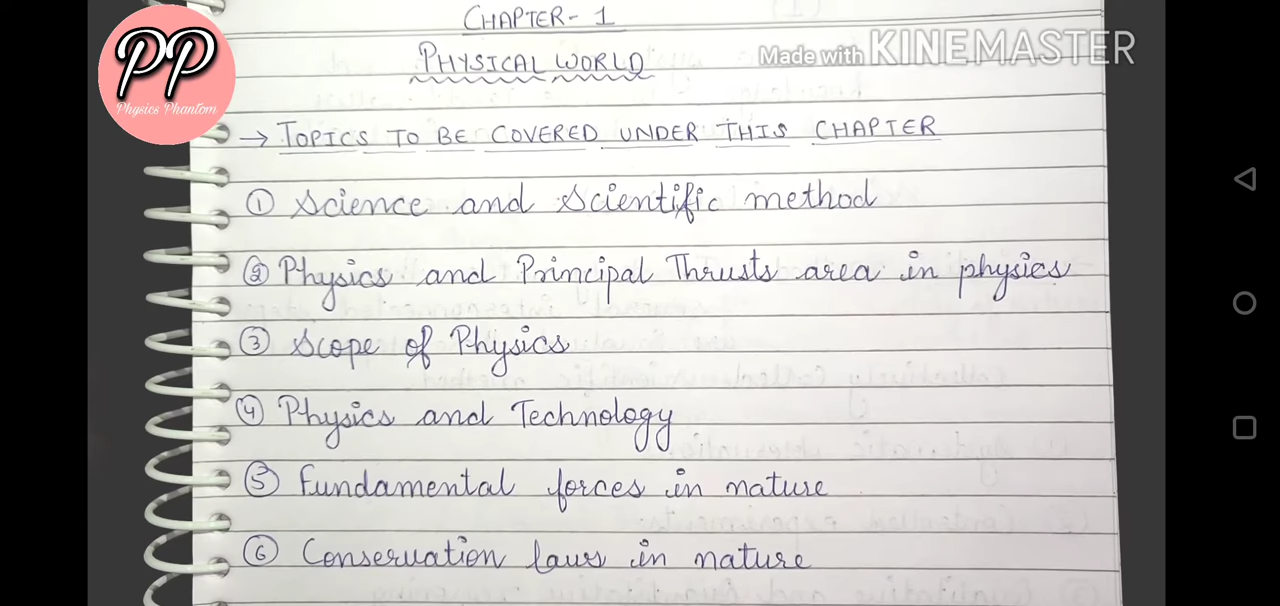 CHAPTER- 1
PHYSICAL WORLD
Made with KINEMASTER
PP
Physics Phantom
→ TOPICS TO BE COVERED UNDER THIS CHAPTER
① Science and Scientific method
② Physics and Principal Thrusts area in physics
③ Scope of Physics
④ Physics and Technology
⑤ Fundamental forces in nature
⑥ Conservation laws in nature